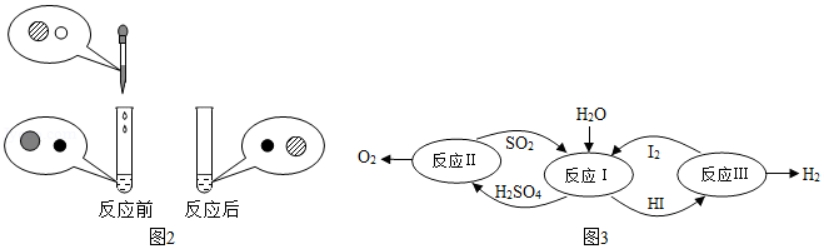 反应前
反应后
图2
H₂O
O₂
反应Ⅱ
SO₂
反应Ⅰ
I₂
反应Ⅲ
H₂
H₂SO₄
HI
图3